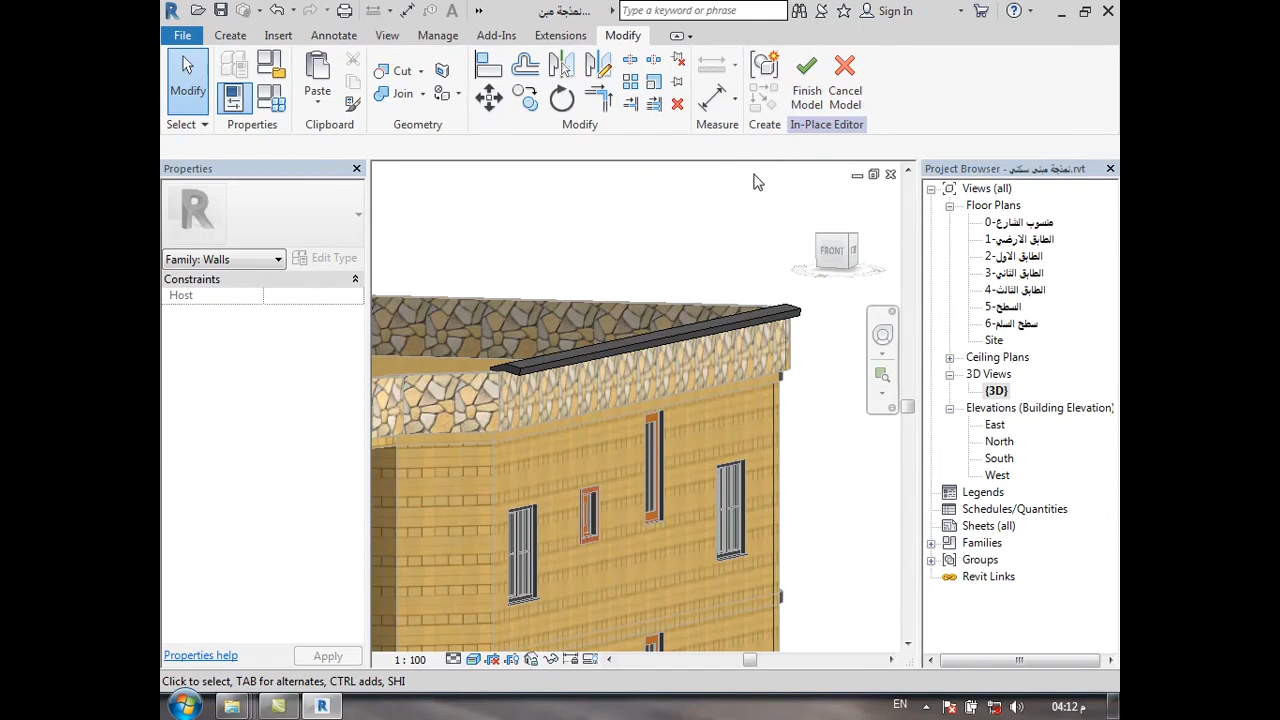 نمذجة مبن...
Type a keyword or phrase
Sign In
File Create Insert Annotate View Manage Add-Ins Extensions Modify
Modify
Paste
Cut
Join
Finish Model
Cancel Model
Select Properties Clipboard Geometry Modify Measure Create In-Place Editor
Properties
Project Browser - نمذجة مبنى سكني.rvt
R
Family: Walls
Edit Type
Constraints
Host
FRONT
Views (all)
Floor Plans
0-منسوب الشارع
1-الطابق الارضي
2-الطابق الاول
3-الطابق الثاني
4-الطابق الثالث
5-السطح
6-سطح السلم
Site
Ceiling Plans
3D Views
{3D}
Elevations (Building Elevation)
East
North
South
West
Legends
Schedules/Quantities
Sheets (all)
Families
Groups
Revit Links
Properties help
Apply
1 : 100
Click to select, TAB for alternates, CTRL adds, SHI
EN
04:12 م